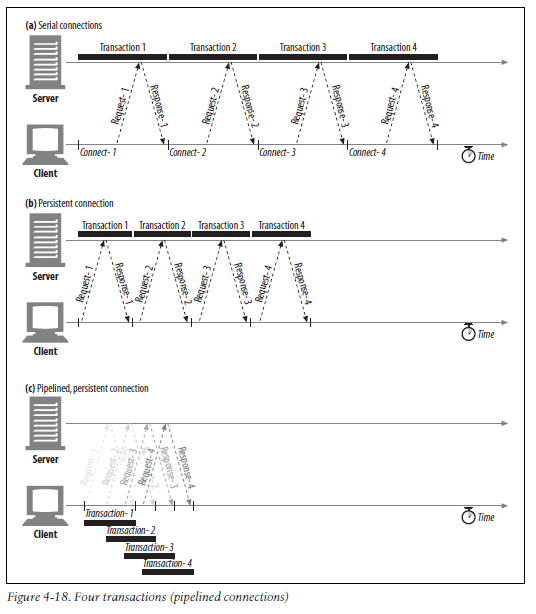 (a) Serial connections
Transaction 1 Transaction 2 Transaction 3 Transaction 4
Server
Request-1 Response-1 Request-2 Response-2 Request-3 Response-3 Request-4 Response-4
Connect-1 Connect-2 Connect-3 Connect-4
Time
Client
(b) Persistent connection
Transaction 1 Transaction 2 Transaction 3 Transaction 4
Server
Request-1 Response-1 Request-2 Response-2 Request-3 Response-3 Request-4 Response-4
Time
Client
(c) Pipelined, persistent connection
Server
Request-1 Request-2 Request-3 Request-4 Response-3 Response-4
Time
Client
Transaction-1
Transaction-2
Transaction-3
Transaction-4
Figure 4-18. Four transactions (pipelined connections)